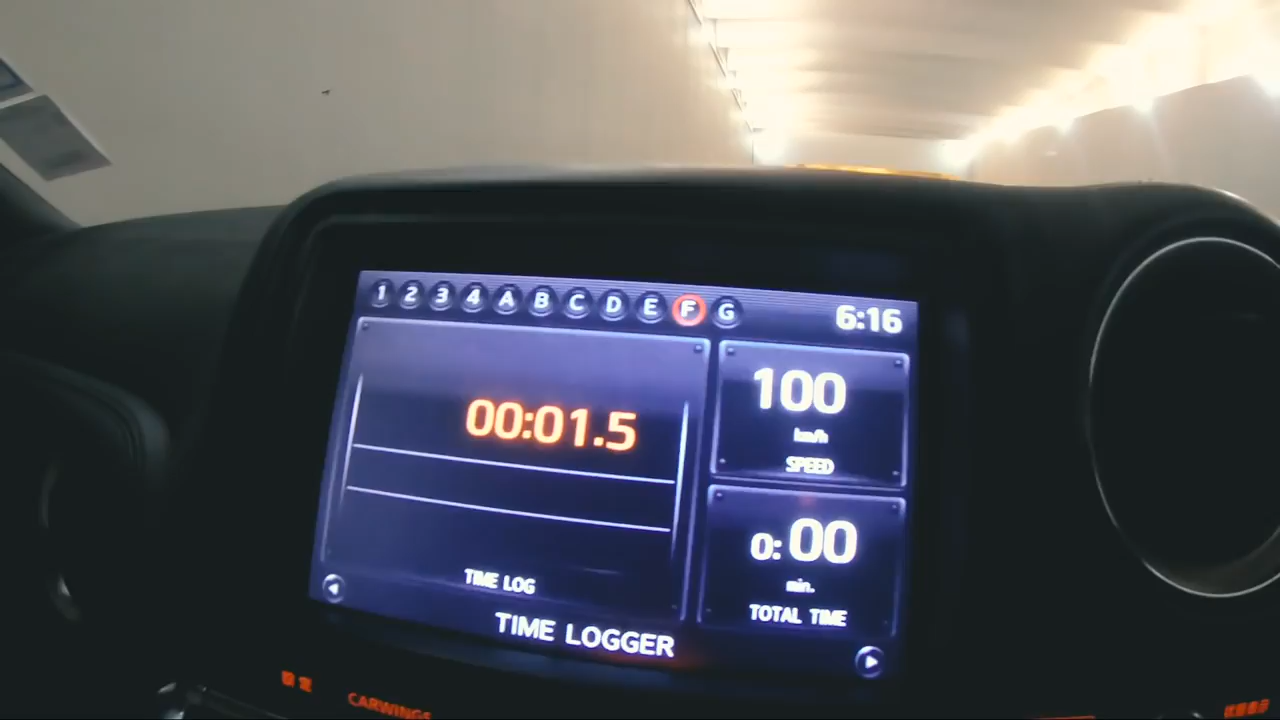 1 2 3 4 A B C D E F G
6:16
00:01.5
100
km/h
SPEED
0:00
min.
TOTAL TIME
TIME LOG
TIME LOGGER
CARWINGS